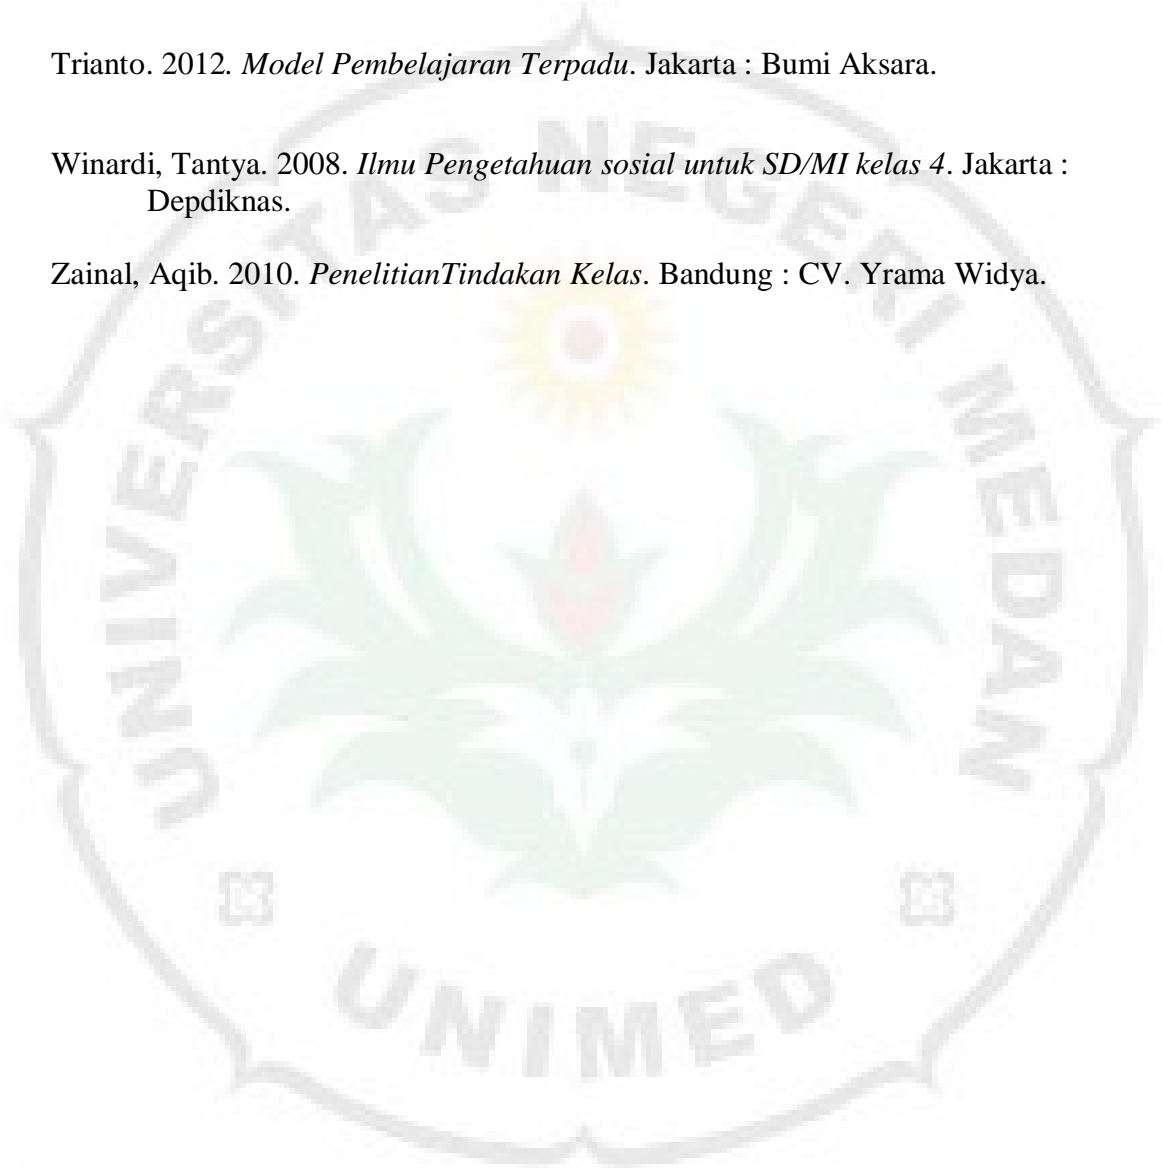 Trianto. 2012. Model Pembelajaran Terpadu. Jakarta : Bumi Aksara.
Winardi, Tantya. 2008. Ilmu Pengetahuan sosial untuk SD/MI kelas 4. Jakarta :
Depdiknas.
Zainal, Aqib. 2010. PenelitianTindakan Kelas. Bandung : CV. Yrama Widya.
UNIVERSITAS NEGERI MEDAN
UNIMED